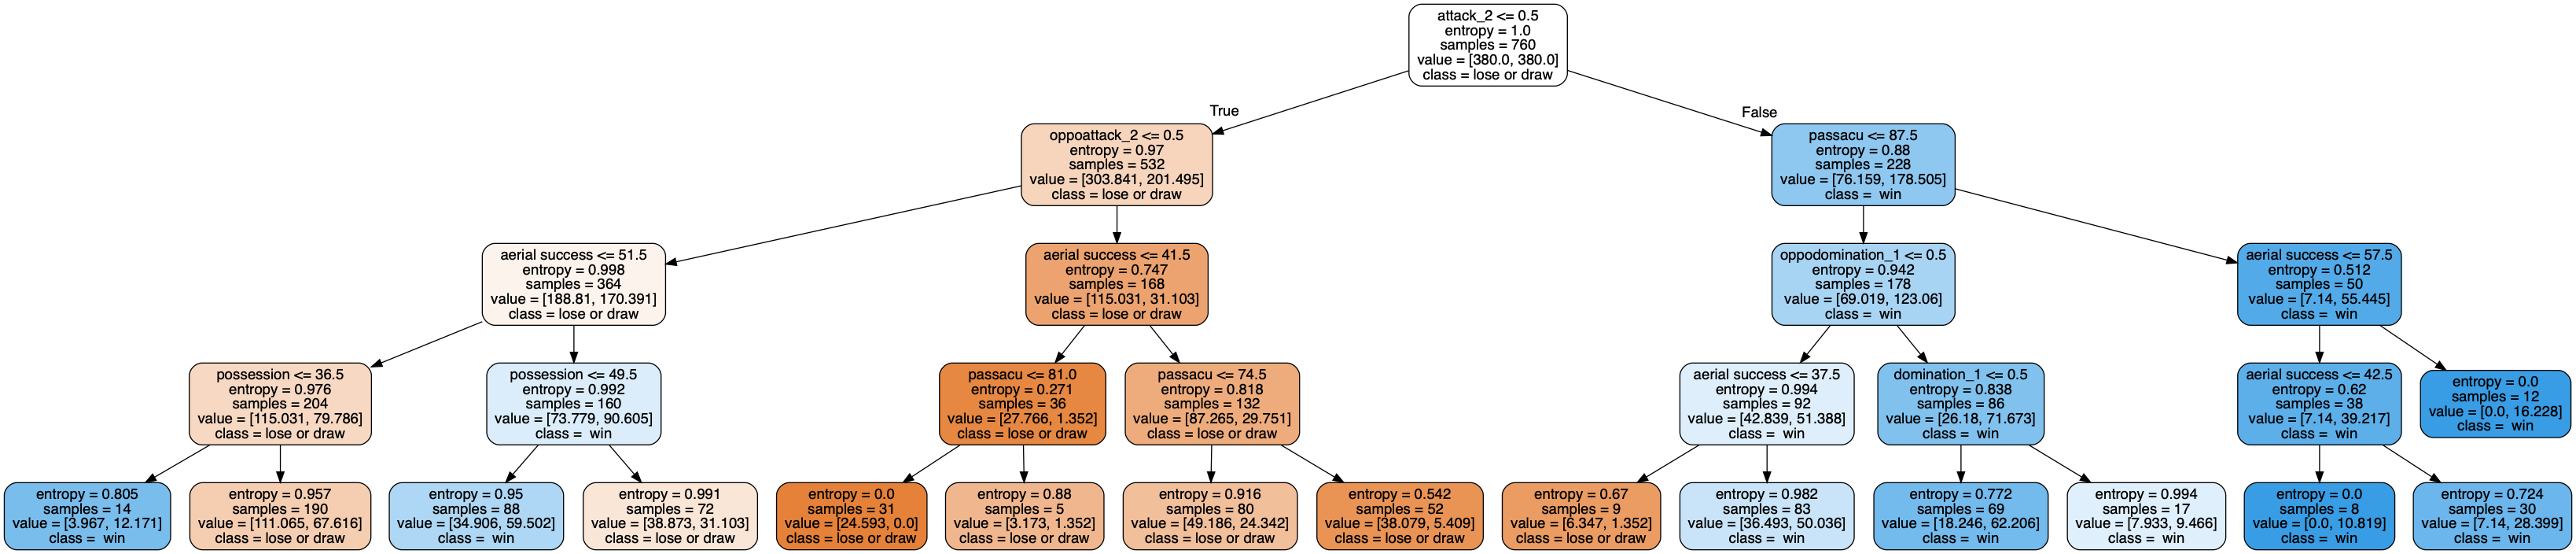 attack_2 <= 0.5
entropy = 1.0
samples = 760
value = [380.0, 380.0]
class = lose or draw
True
False
oppoattack_2 <= 0.5
entropy = 0.97
samples = 532
value = [303.841, 201.495]
class = lose or draw
passacu <= 87.5
entropy = 0.88
samples = 228
value = [76.159, 178.505]
class =  win
aerial success <= 51.5
entropy = 0.998
samples = 364
value = [188.81, 170.391]
class = lose or draw
aerial success <= 41.5
entropy = 0.747
samples = 168
value = [115.031, 31.103]
class = lose or draw
oppodomination_1 <= 0.5
entropy = 0.942
samples = 178
value = [69.019, 123.06]
class =  win
aerial success <= 57.5
entropy = 0.512
samples = 50
value = [7.14, 55.445]
class =  win
possession <= 36.5
entropy = 0.976
samples = 204
value = [115.031, 79.786]
class = lose or draw
possession <= 49.5
entropy = 0.992
samples = 160
value = [73.779, 90.605]
class =  win
passacu <= 81.0
entropy = 0.271
samples = 36
value = [27.766, 1.352]
class = lose or draw
passacu <= 74.5
entropy = 0.818
samples = 132
value = [87.265, 29.751]
class = lose or draw
aerial success <= 37.5
entropy = 0.994
samples = 92
value = [42.839, 51.388]
class =  win
domination_1 <= 0.5
entropy = 0.838
samples = 86
value = [26.18, 71.673]
class =  win
aerial success <= 42.5
entropy = 0.62
samples = 38
value = [7.14, 39.217]
class =  win
entropy = 0.0
samples = 12
value = [0.0, 16.228]
class =  win
entropy = 0.805
samples = 14
value = [3.967, 12.171]
class =  win
entropy = 0.957
samples = 190
value = [111.065, 67.616]
class = lose or draw
entropy = 0.95
samples = 88
value = [34.906, 59.502]
class =  win
entropy = 0.991
samples = 72
value = [38.873, 31.103]
class = lose or draw
entropy = 0.0
samples = 31
value = [24.593, 0.0]
class = lose or draw
entropy = 0.88
samples = 5
value = [3.173, 1.352]
class = lose or draw
entropy = 0.916
samples = 80
value = [49.186, 24.342]
class = lose or draw
entropy = 0.542
samples = 52
value = [38.079, 5.409]
class = lose or draw
entropy = 0.67
samples = 9
value = [6.347, 1.352]
class = lose or draw
entropy = 0.982
samples = 83
value = [36.493, 50.036]
class =  win
entropy = 0.772
samples = 69
value = [18.246, 62.206]
class =  win
entropy = 0.994
samples = 17
value = [7.933, 9.466]
class =  win
entropy = 0.0
samples = 8
value = [0.0, 10.819]
class =  win
entropy = 0.724
samples = 30
value = [7.14, 28.399]
class =  win